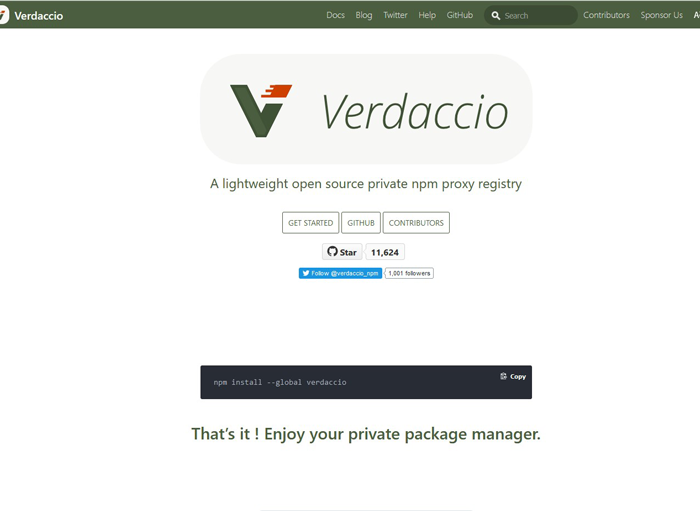 Verdaccio Docs Blog Twitter Help GitHub Search Contributors Sponsor Us
Verdaccio
A lightweight open source private npm proxy registry
GET STARTED GITHUB CONTRIBUTORS
Star 11,624
Follow @verdaccio_npm 1,001 followers
Copy
npm install --global verdaccio
That's it ! Enjoy your private package manager.